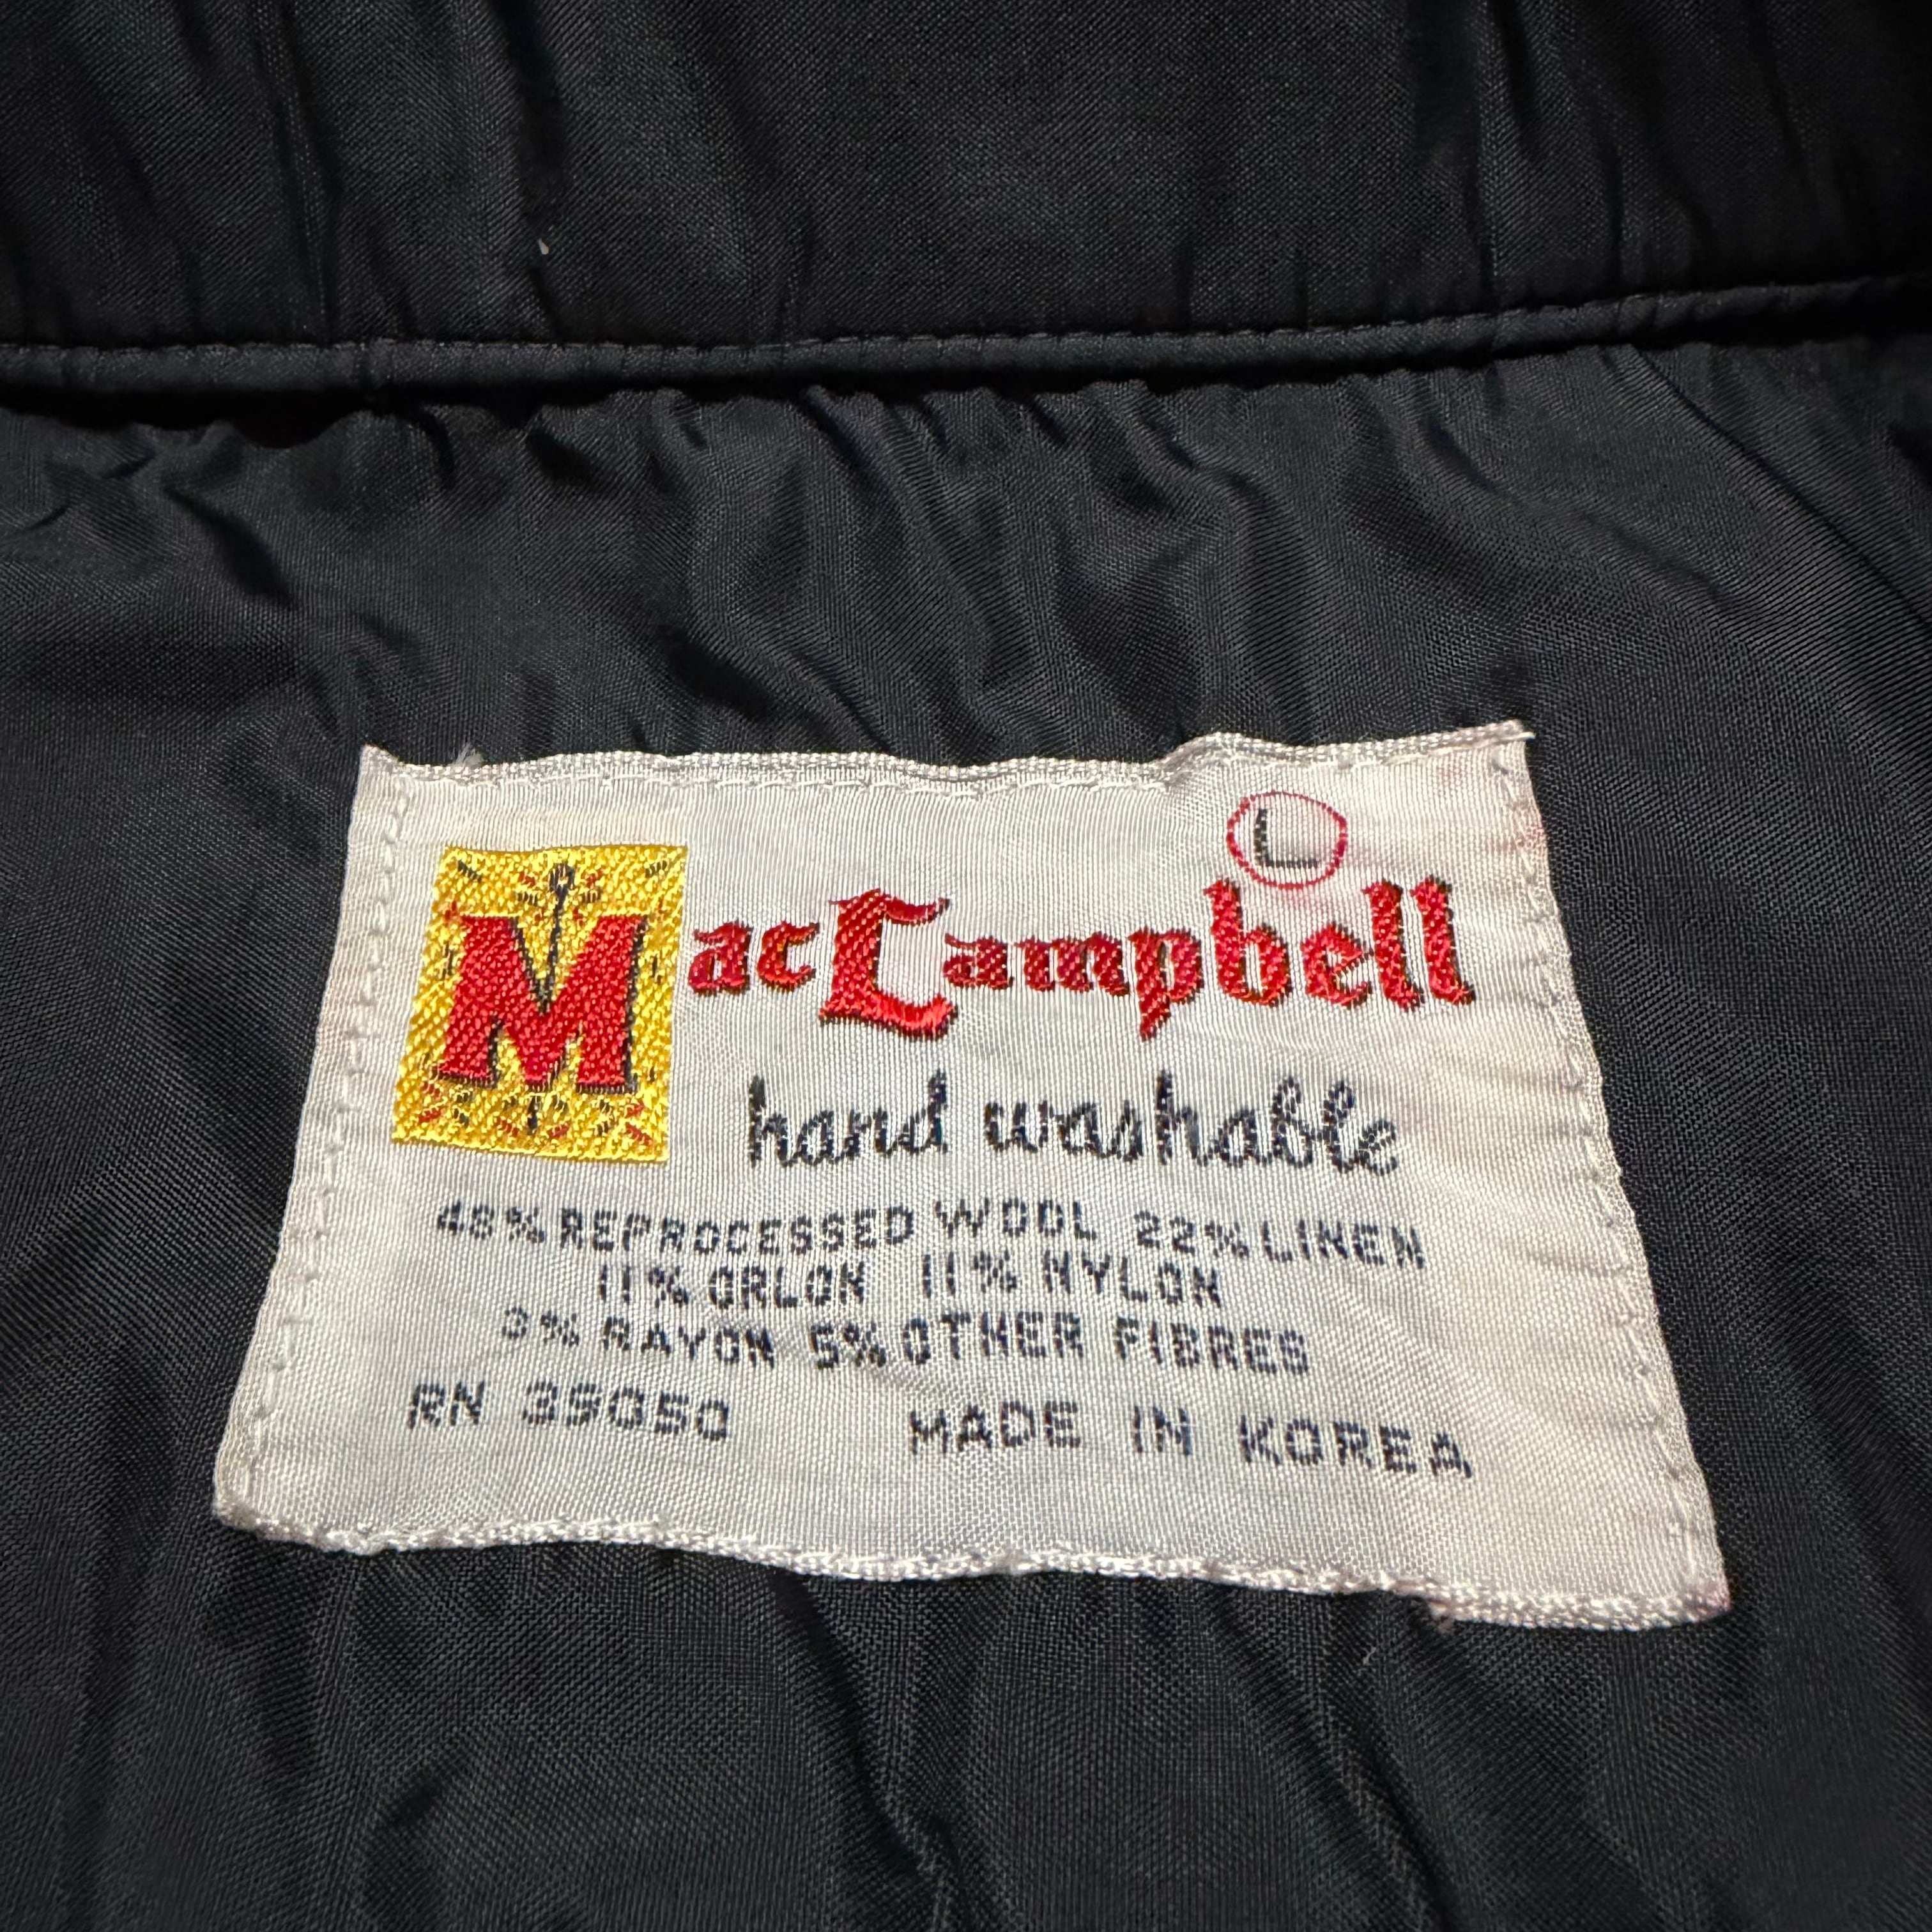 L
MacCampbell
hand washable
48% REPROCESSED WOOL 22% LINEN
11% ORLON 11% NYLON
3% RAYON 5% OTHER FIBRES
RN 39050 MADE IN KOREA